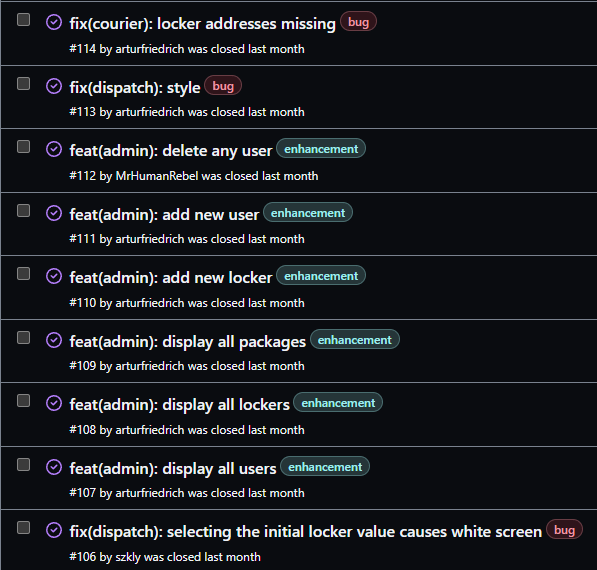 fix(courier): locker addresses missing bug
#114 by arturfriedrich was closed last month
fix(dispatch): style bug
#113 by arturfriedrich was closed last month
feat(admin): delete any user enhancement
#112 by MrHumanRebel was closed last month
feat(admin): add new user enhancement
#111 by arturfriedrich was closed last month
feat(admin): add new locker enhancement
#110 by arturfriedrich was closed last month
feat(admin): display all packages enhancement
#109 by arturfriedrich was closed last month
feat(admin): display all lockers enhancement
#108 by arturfriedrich was closed last month
feat(admin): display all users enhancement
#107 by arturfriedrich was closed last month
fix(dispatch): selecting the initial locker value causes white screen bug
#106 by szkly was closed last month